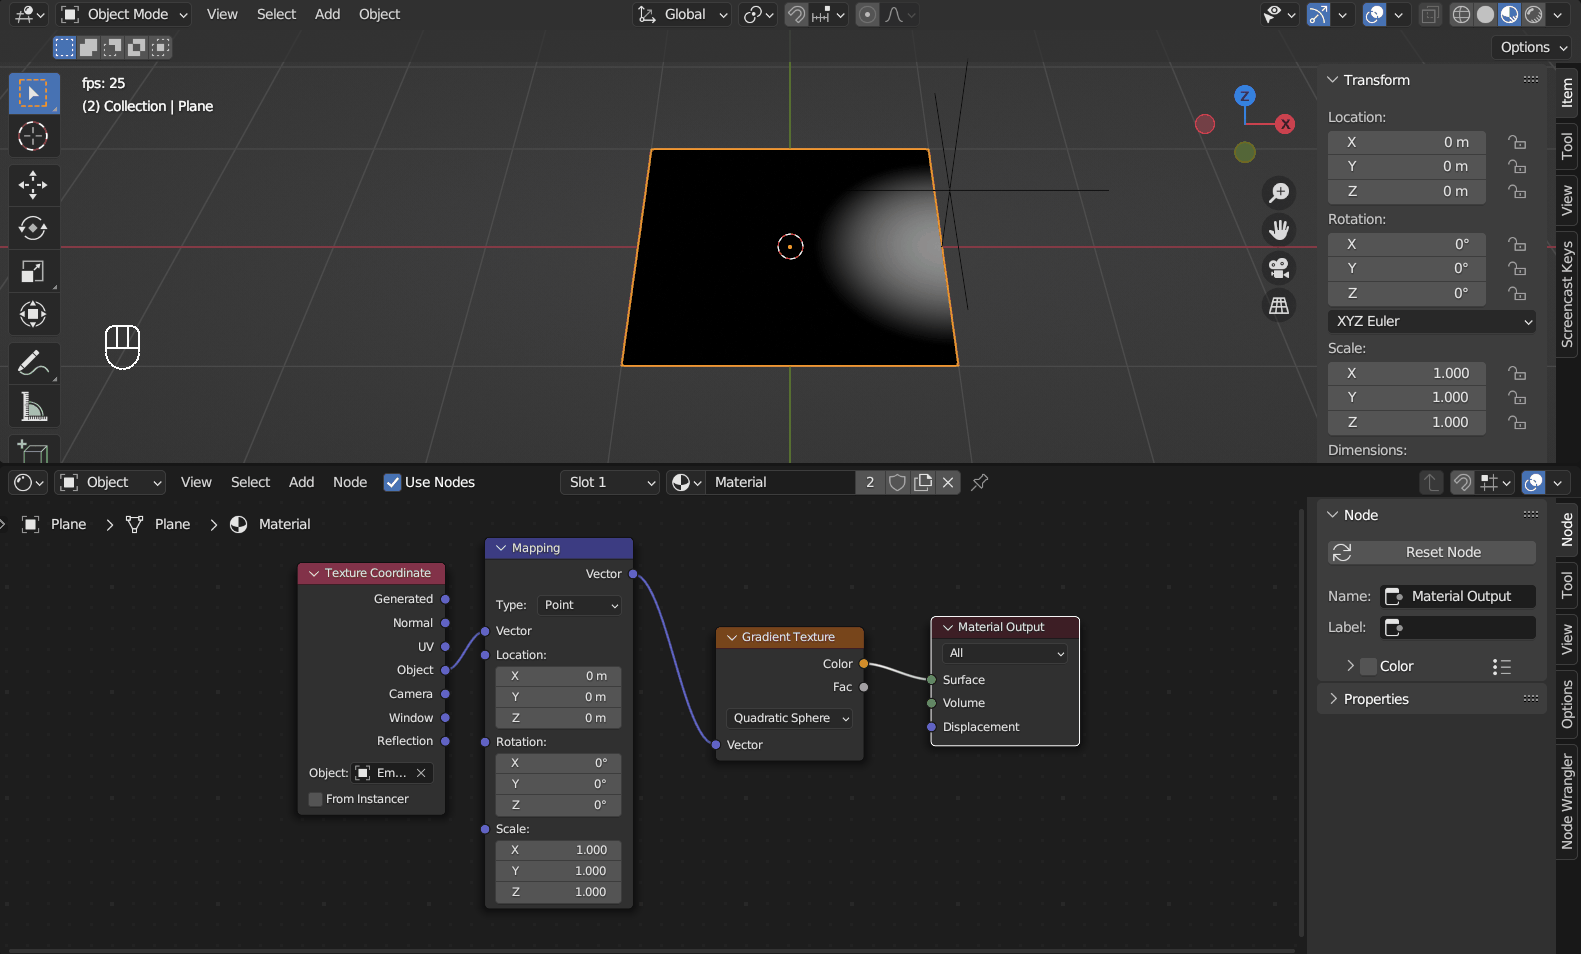 Object Mode View Select Add Object Global
Options
fps: 25
(2) Collection | Plane
Z
X
Transform
Location:
X 0 m
Y 0 m
Z 0 m
Rotation:
X 0°
Y 0°
Z 0°
XYZ Euler
Scale:
X 1.000
Y 1.000
Z 1.000
Dimensions:
Item
Tool
View
Screencast Keys
Object View Select Add Node Use Nodes Slot 1 Material 2
Plane Plane Material
Texture Coordinate
Generated
Normal
UV
Object
Camera
Window
Reflection
Object: Em...
From Instancer
Mapping
Vector
Type: Point
Vector
Location:
X 0 m
Y 0 m
Z 0 m
Rotation:
X 0°
Y 0°
Z 0°
Scale:
X 1.000
Y 1.000
Z 1.000
Gradient Texture
Color
Fac
Quadratic Sphere
Vector
Material Output
All
Surface
Volume
Displacement
Node
Reset Node
Name: Material Output
Label:
Color
Properties
Node
Tool
View
Options
Node Wrangler